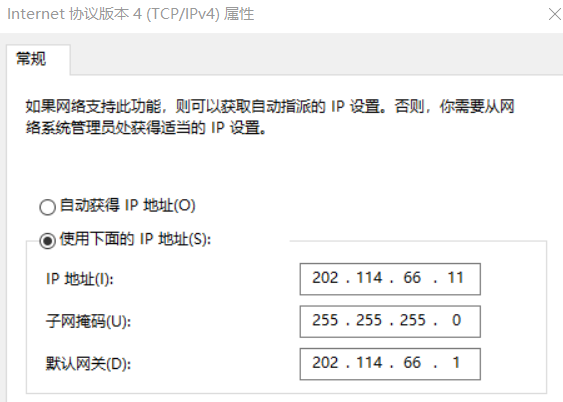 Internet 协议版本 4 (TCP/IPv4) 属性
常规
如果网络支持此功能，则可以获取自动指派的 IP 设置。否则，你需要从网
络系统管理员处获得适当的 IP 设置。
自动获得 IP 地址(O)
使用下面的 IP 地址(S):
IP 地址(I): 202 . 114 . 66 . 11
子网掩码(U): 255 . 255 . 255 . 0
默认网关(D): 202 . 114 . 66 . 1